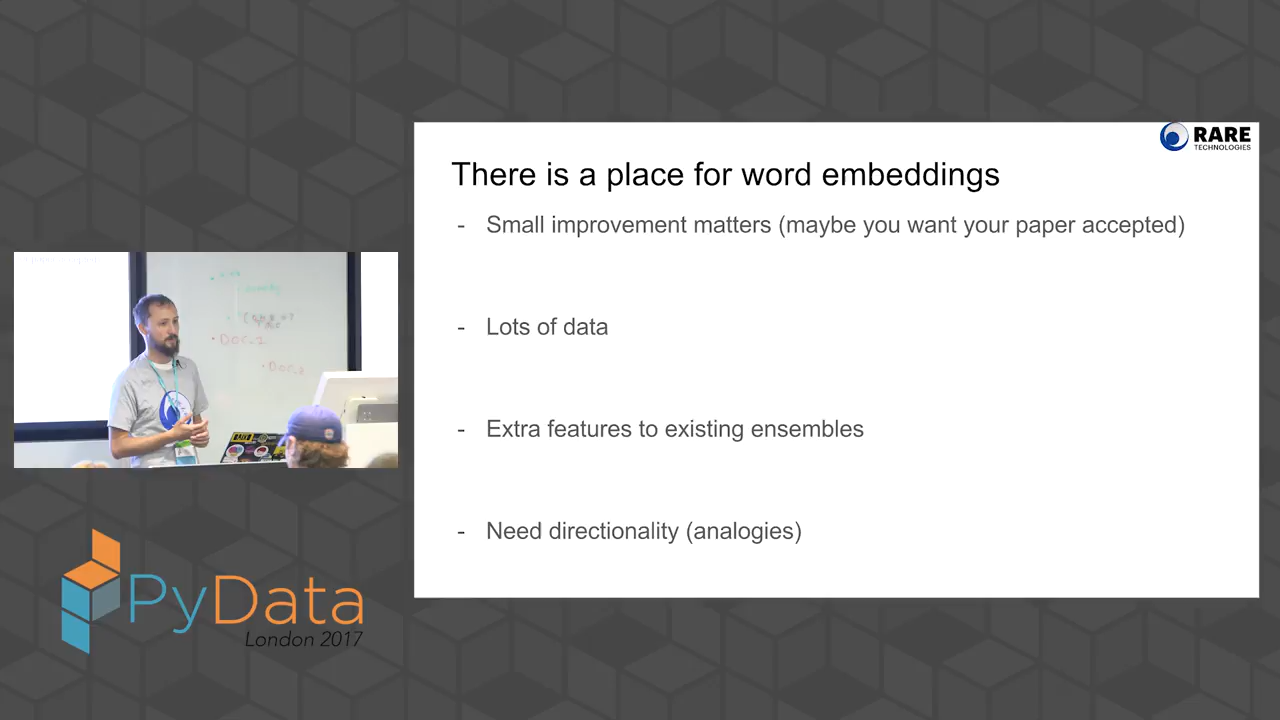 RARE
TECHNOLOGIES
There is a place for word embeddings
- Small improvement matters (maybe you want your paper accepted)
- Lots of data
- Extra features to existing ensembles
- Need directionality (analogies)
DOC_2
PyData
London 2017